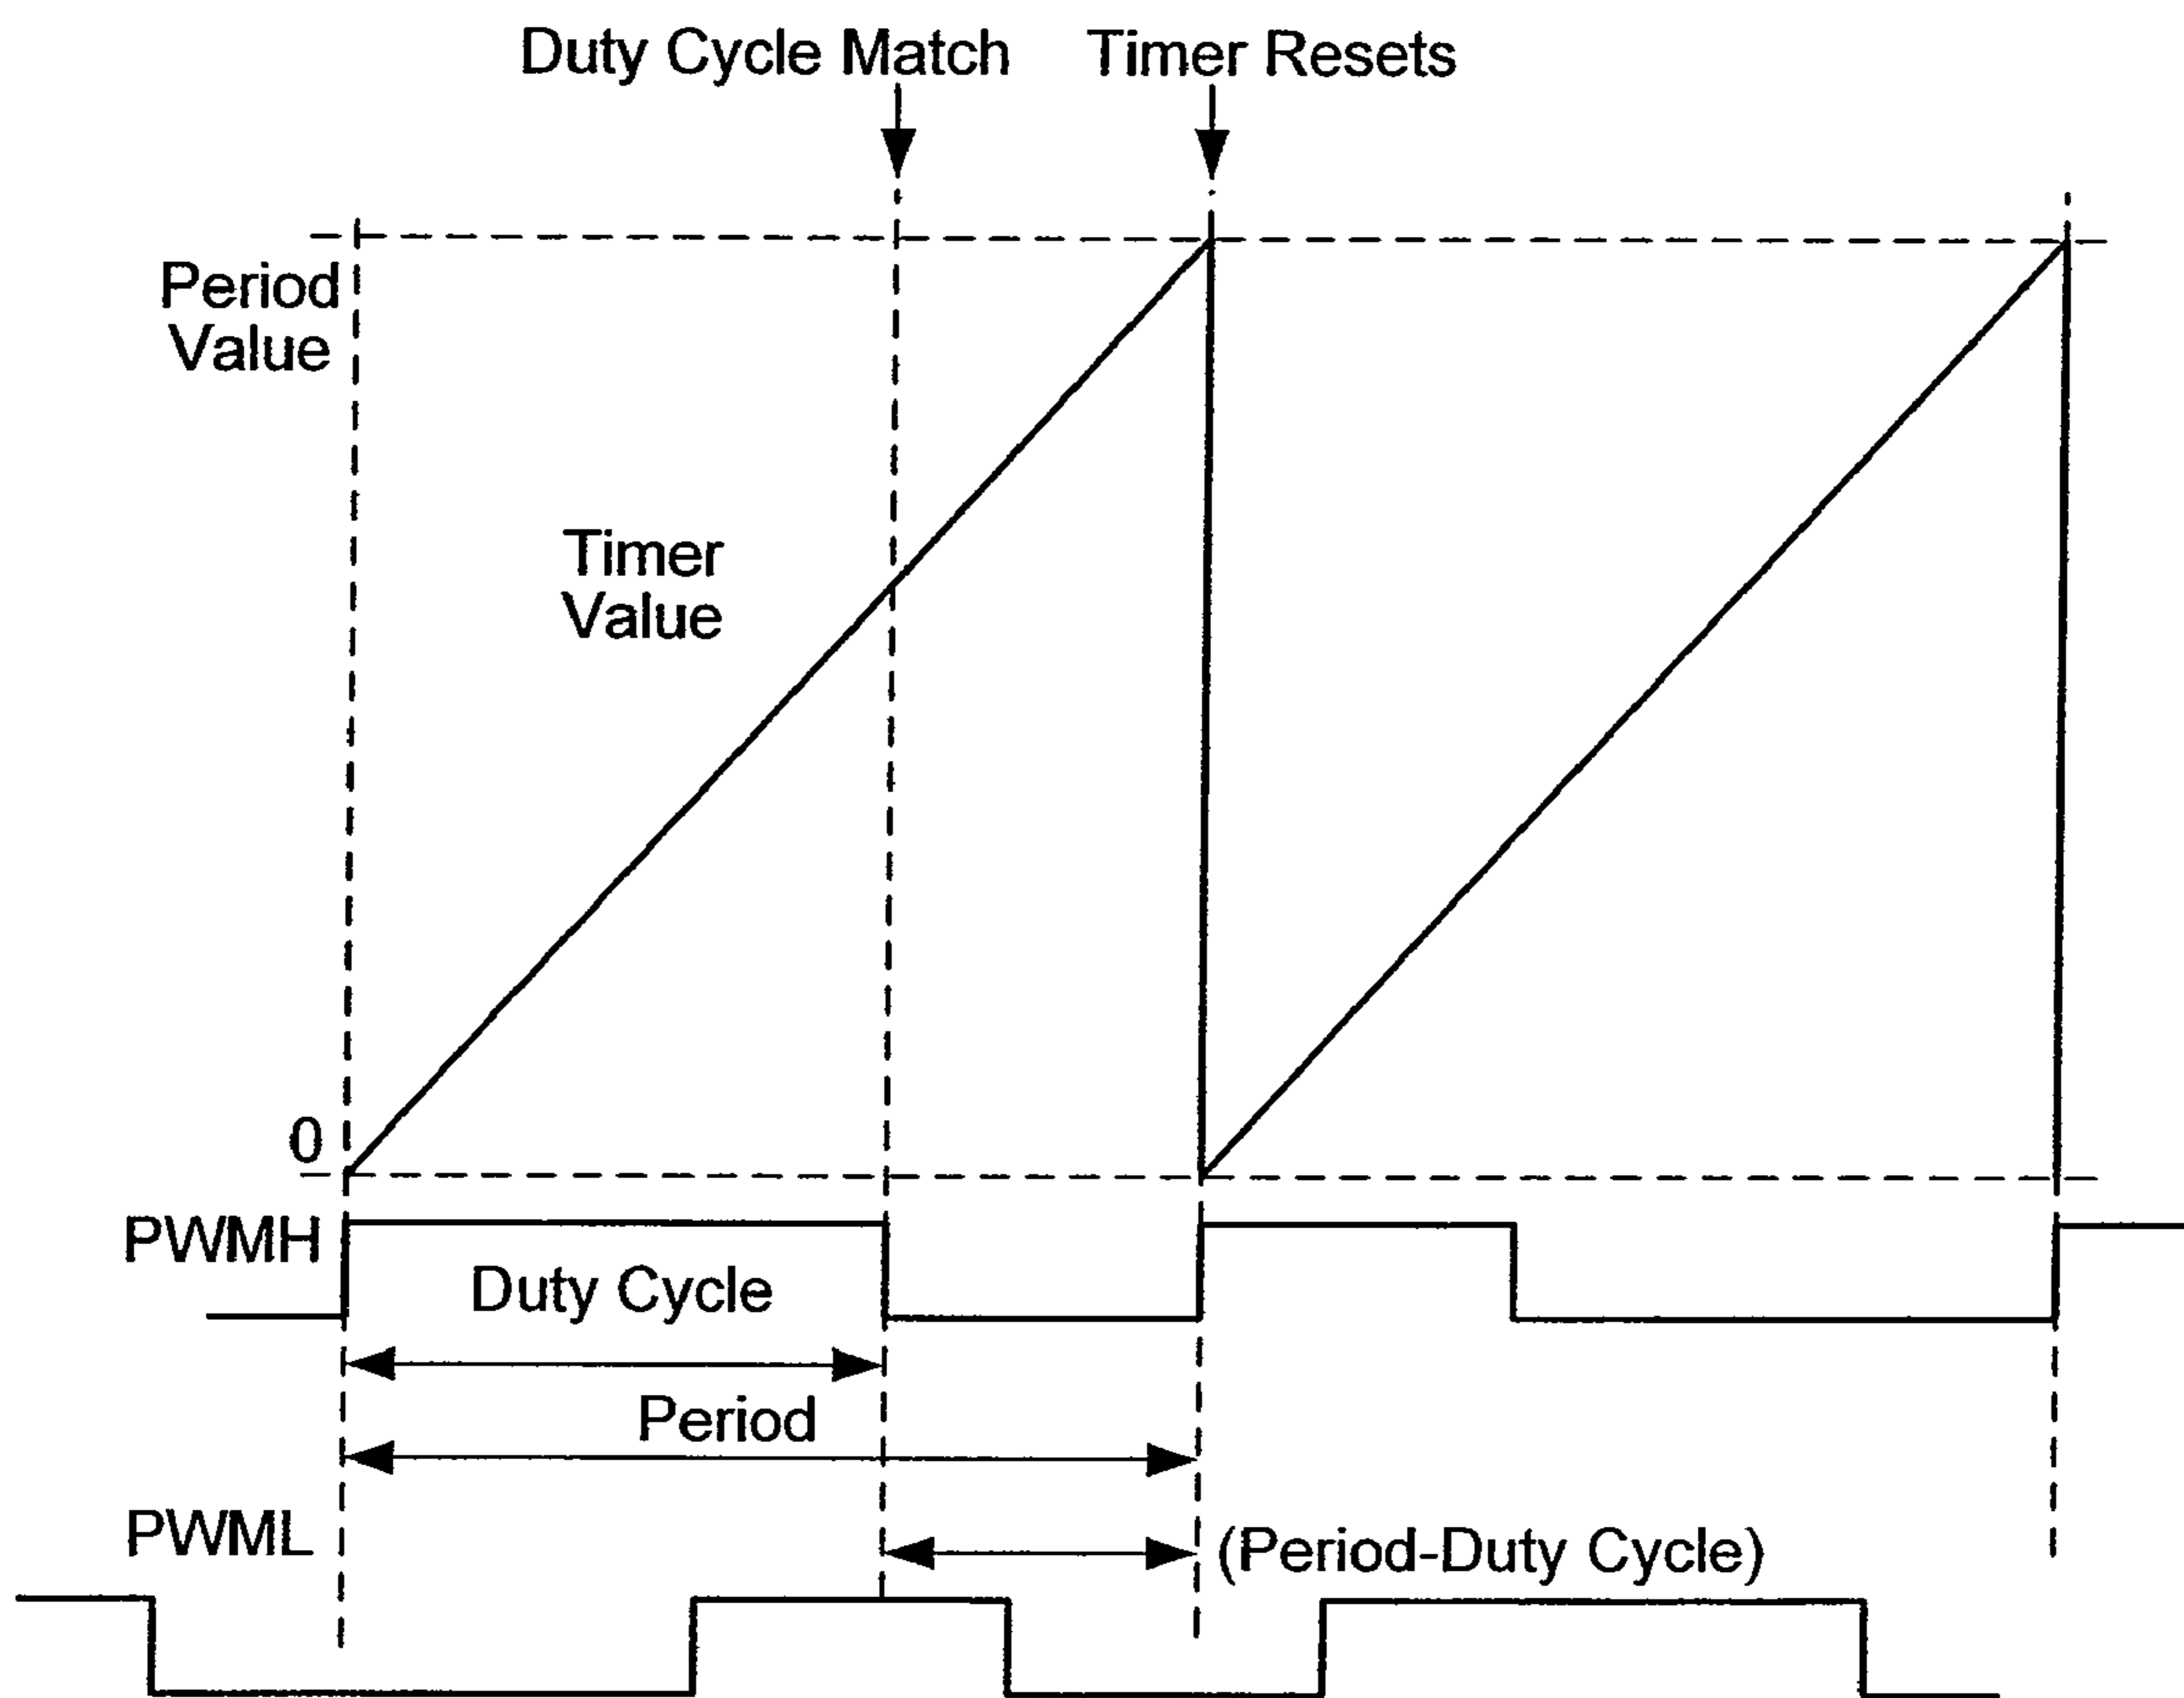 Duty Cycle Match
Timer Resets
Period
Value
Timer
Value
0
PWMH
Duty Cycle
Period
PWML
(Period-Duty Cycle)